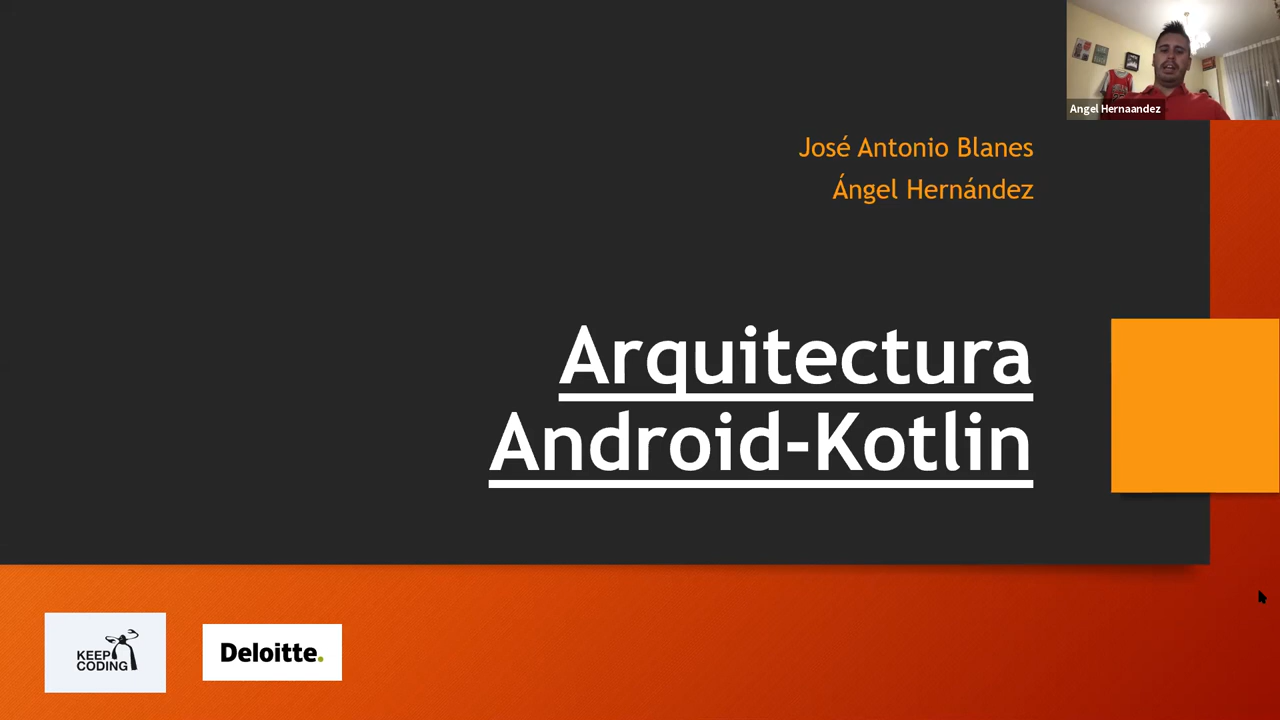 Angel Hernaandez
José Antonio Blanes
Ángel Hernández
Arquitectura
Android-Kotlin
KEEP
CODING
Deloitte.